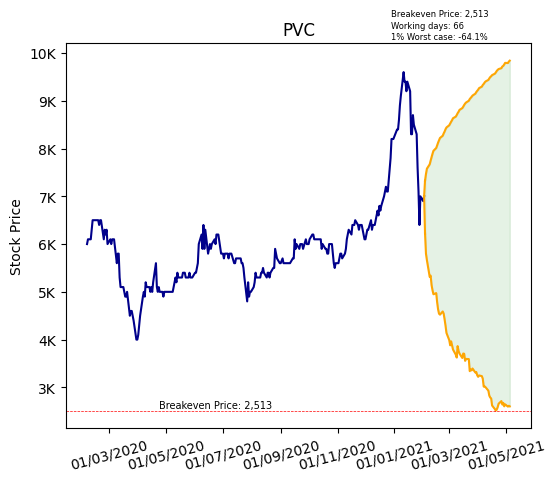 Breakeven Price: 2,513
Working days: 66
1% Worst case: -64.1%
PVC
Stock Price
10K
9K
8K
7K
6K
5K
4K
3K
Breakeven Price: 2,513
01/03/2020
01/05/2020
01/07/2020
01/09/2020
01/11/2020
01/01/2021
01/03/2021
01/05/2021